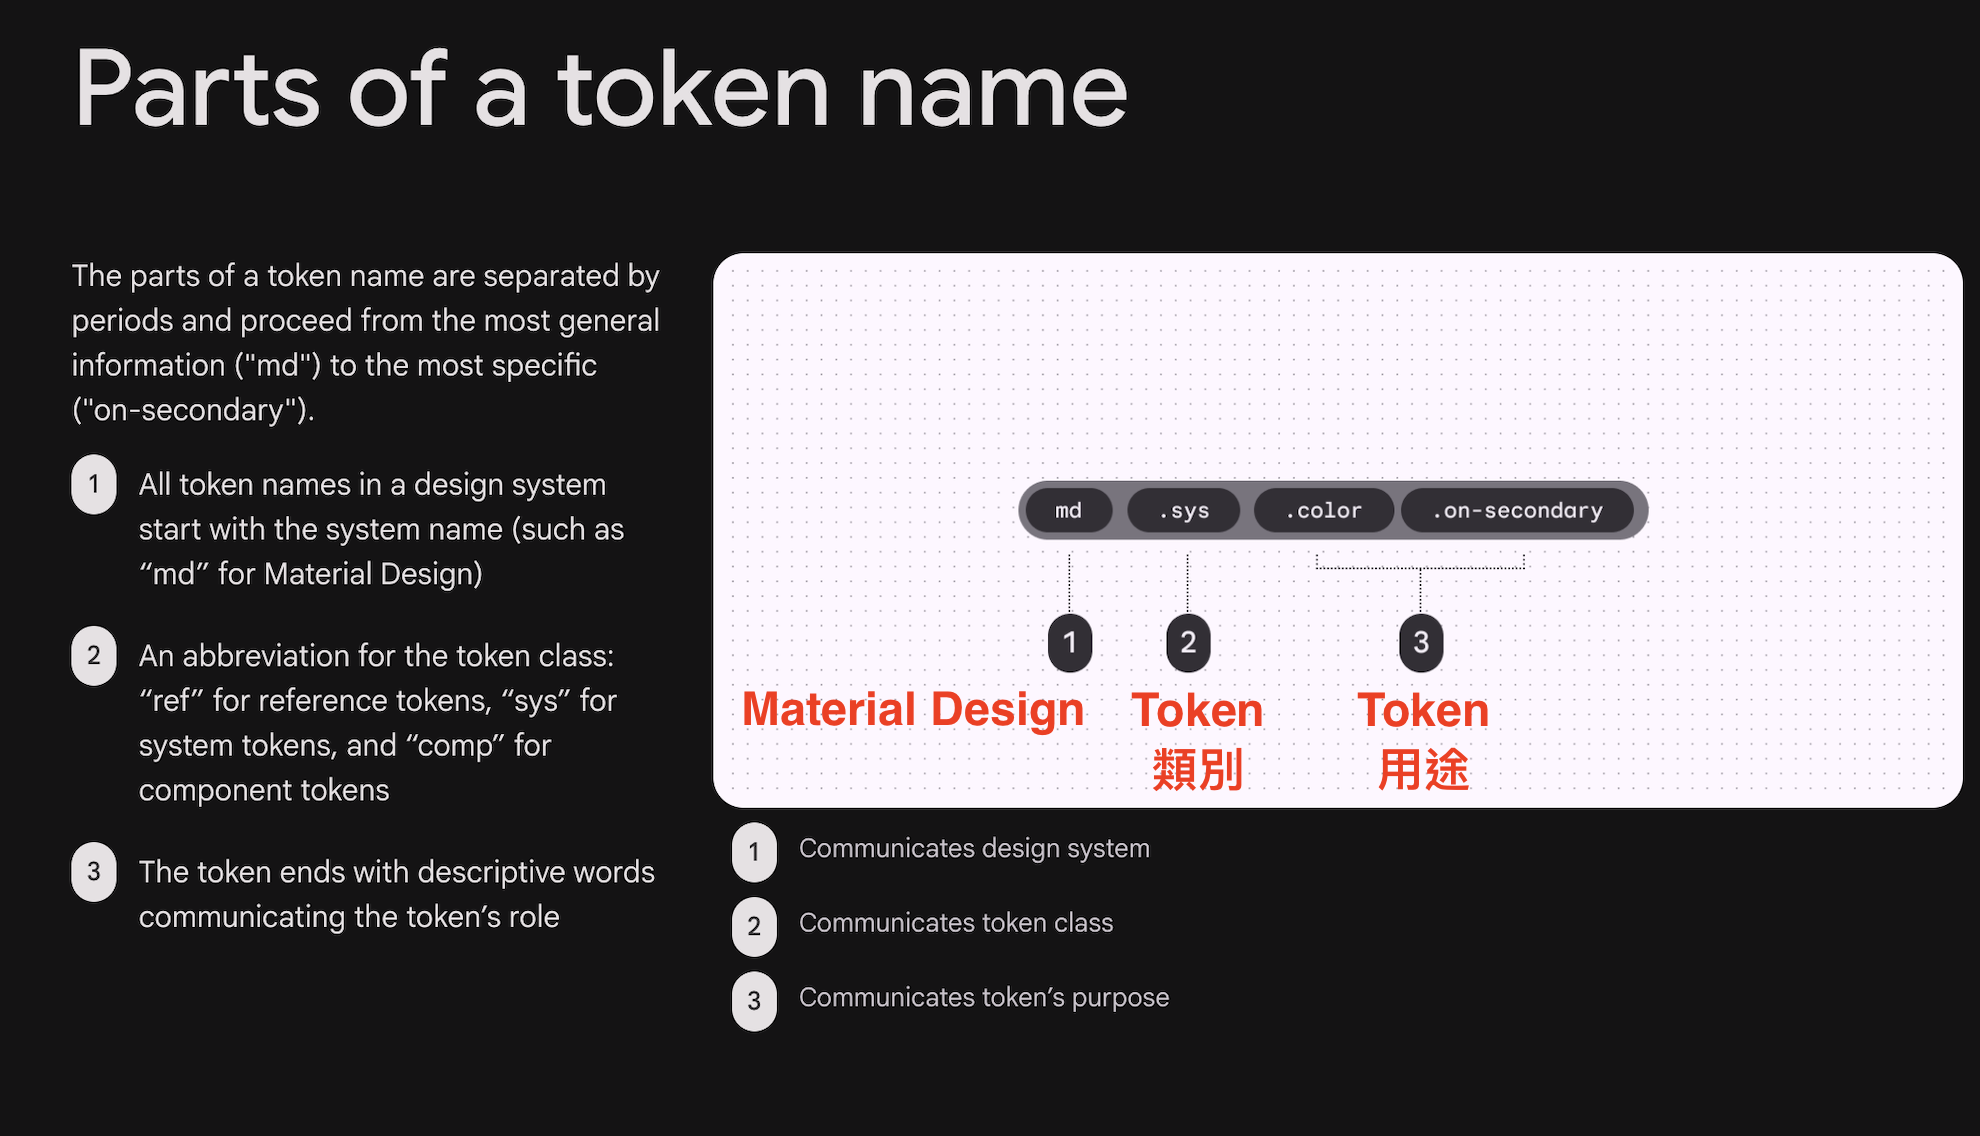 Parts of a token name
The parts of a token name are separated by
periods and proceed from the most general
information ("md") to the most specific
("on-secondary").
1 All token names in a design system
start with the system name (such as
“md” for Material Design)
2 An abbreviation for the token class:
“ref” for reference tokens, “sys” for
system tokens, and “comp” for
component tokens
3 The token ends with descriptive words
communicating the token’s role
md .sys .color .on-secondary
1 2 3
Material Design Token Token
類別 用途
1 Communicates design system
2 Communicates token class
3 Communicates token’s purpose